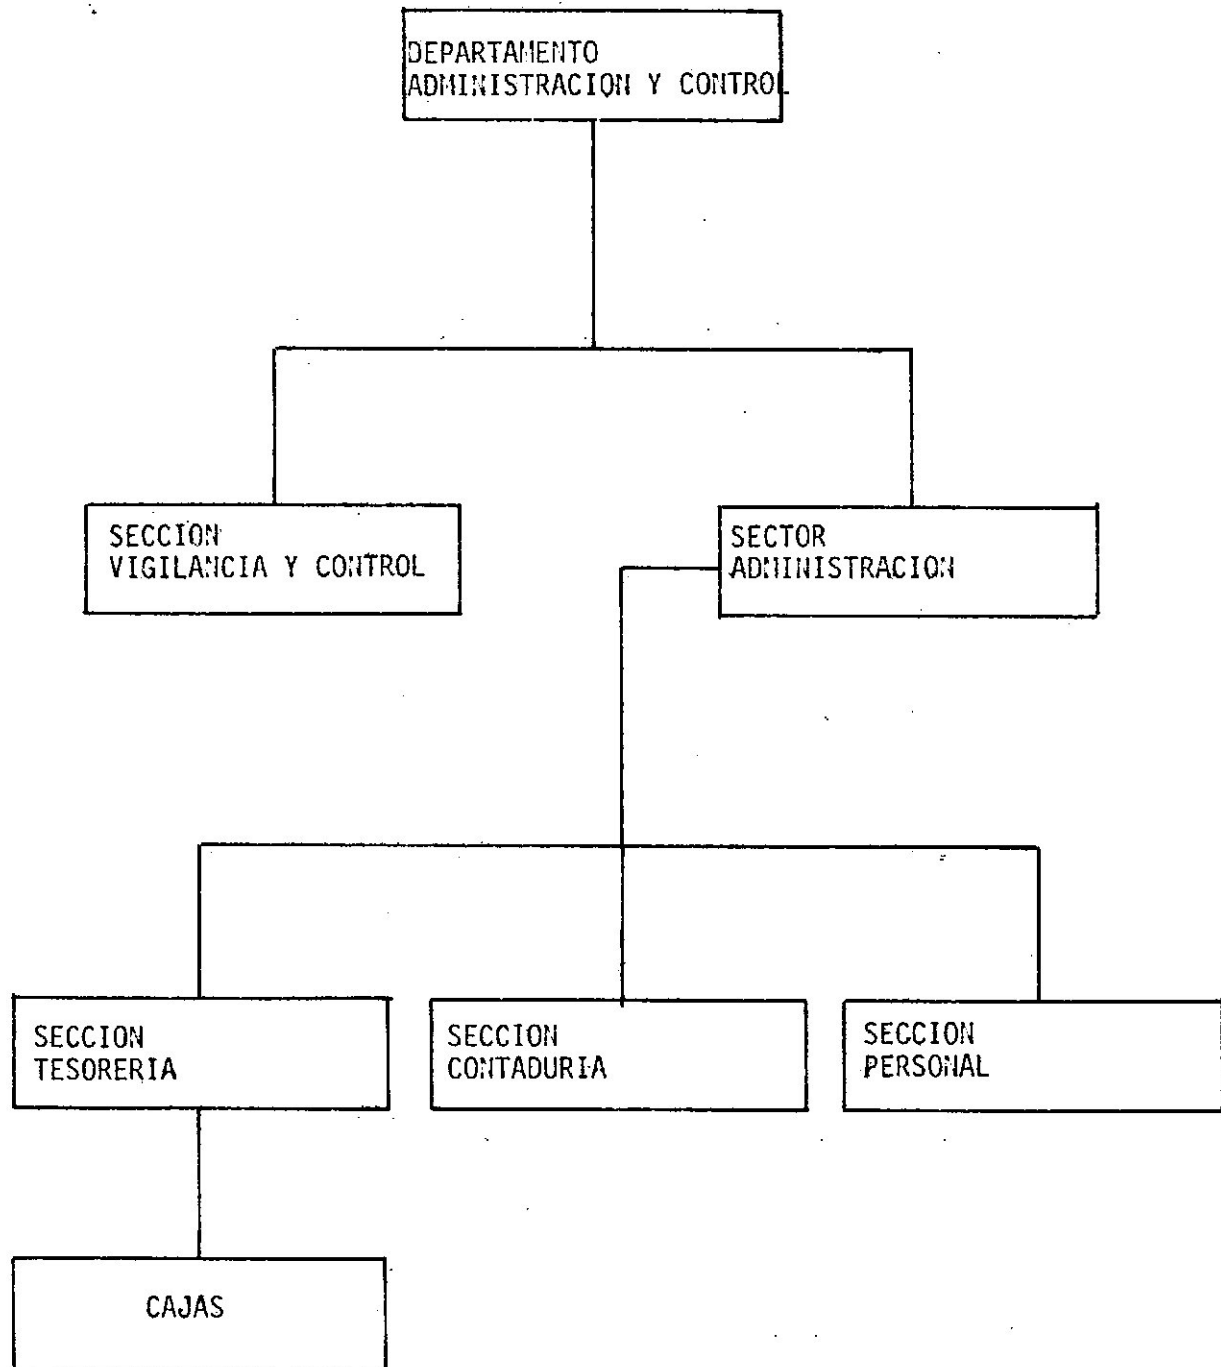 DEPARTAMENTO
ADMINISTRACION Y CONTROL
SECCION
VIGILANCIA Y CONTROL
SECTOR
ADMINISTRACION
SECCION
TESORERIA
SECCION
CONTADURIA
SECCION
PERSONAL
CAJAS